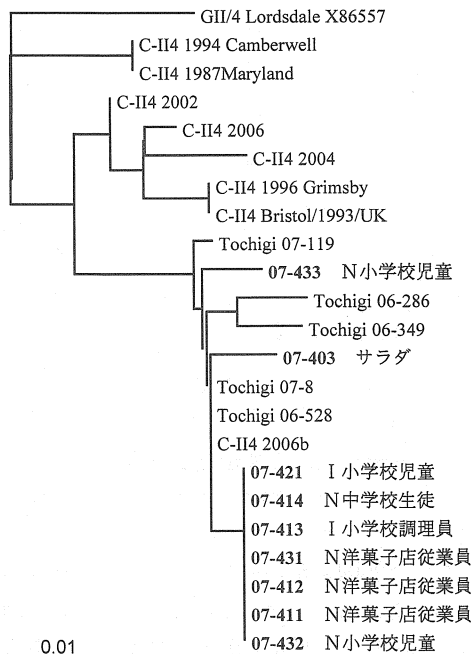 GII/4 Lordsdale X86557
C-II4 1994 Camberwell
C-II4 1987Maryland
C-II4 2002
C-II4 2006
C-II4 2004
C-II4 1996 Grimsby
C-II4 Bristol/1993/UK
Tochigi 07-119
07-433 N小学校児童
Tochigi 06-286
Tochigi 06-349
07-403 サラダ
Tochigi 07-8
Tochigi 06-528
C-II4 2006b
07-421 I小学校児童
07-414 N中学校生徒
07-413 I小学校調理員
07-431 N洋菓子店従業員
07-412 N洋菓子店従業員
07-411 N洋菓子店従業員
07-432 N小学校児童
0.01